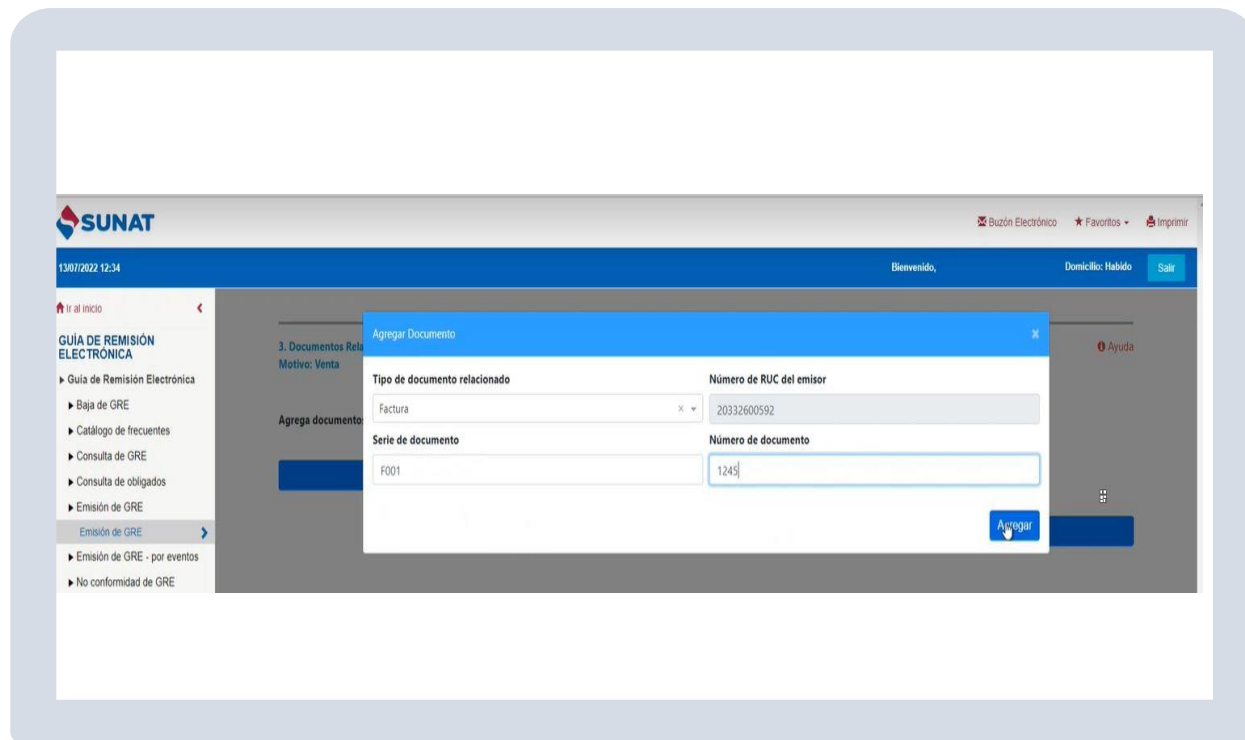 SUNAT
Buzón Electrónico Favoritos Imprimir
13/07/2022 12:34 Bienvenido, Domicilio: Habido Salir
Ir al inicio
GUÍA DE REMISIÓN
ELECTRÓNICA
Guía de Remisión Electrónica
Baja de GRE
Catálogo de frecuentes
Consulta de GRE
Consulta de obligados
Emisión de GRE
Emisión de GRE
Emisión de GRE - por eventos
No conformidad de GRE
3. Documentos Rela
Motivo: Venta
Ayuda
Agrega documento
Agregar Documento
Tipo de documento relacionado Número de RUC del emisor
Factura 20332600592
Serie de documento Número de documento
F001 1245
Agregar